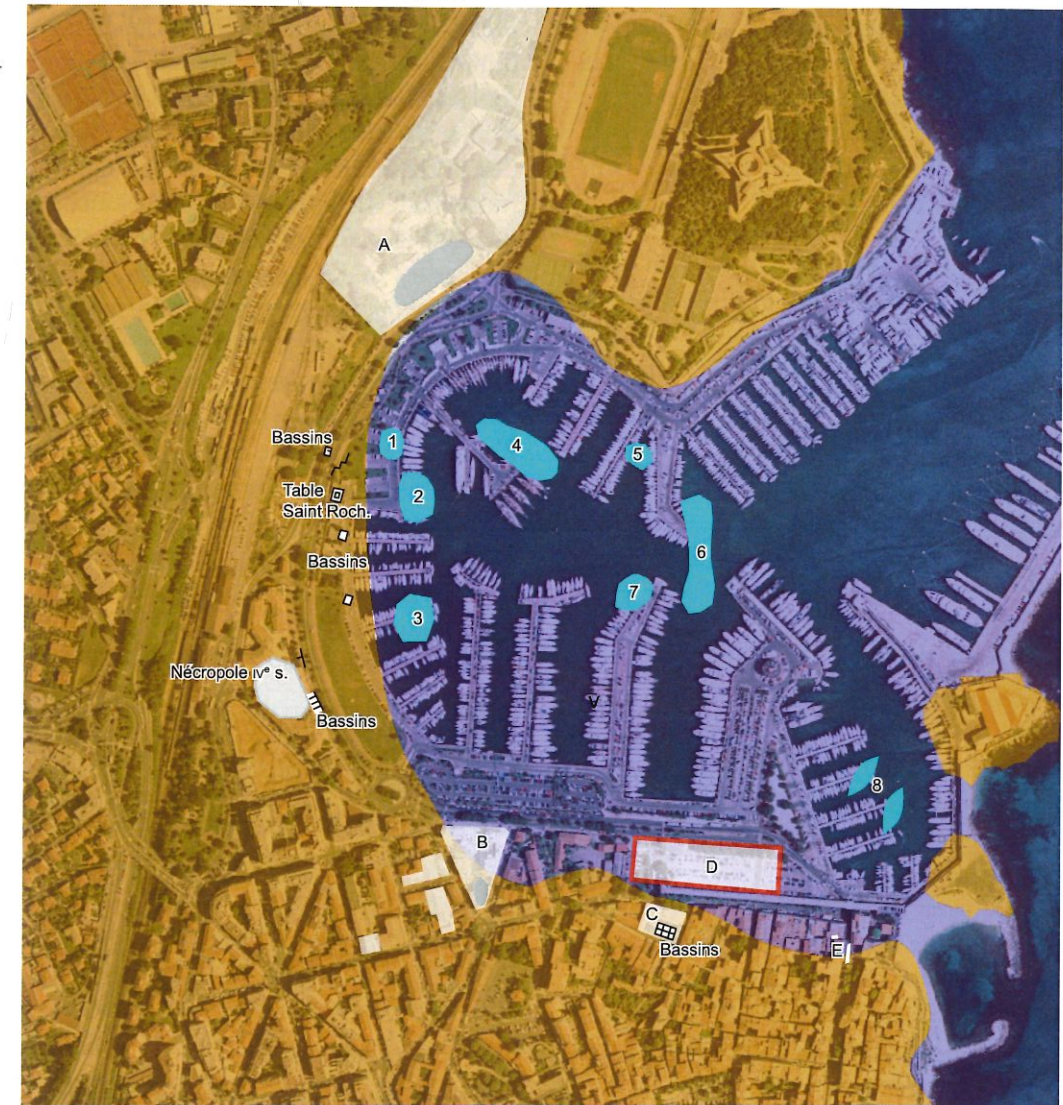 A
Bassins
1
4
5
Table
Saint Roch.
2
Bassins
6
7
3
Nécropole IVe s.
A
Bassins
8
B
D
C
Bassins
E